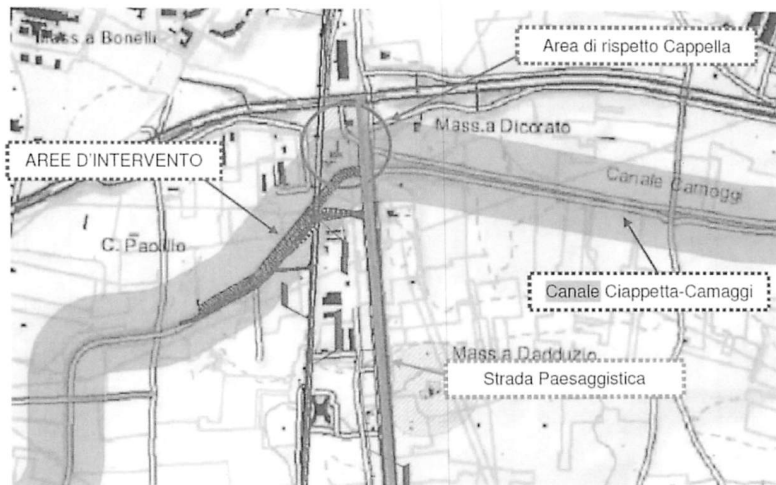 Mass.a Bonelli
Area di rispetto Cappella
Mass.a Dicorato
AREE D'INTERVENTO
Canale Camaggi
C. Paolillo
Canale Ciappetta-Camaggi
Mass.a Dadduzio
Strada Paesaggistica